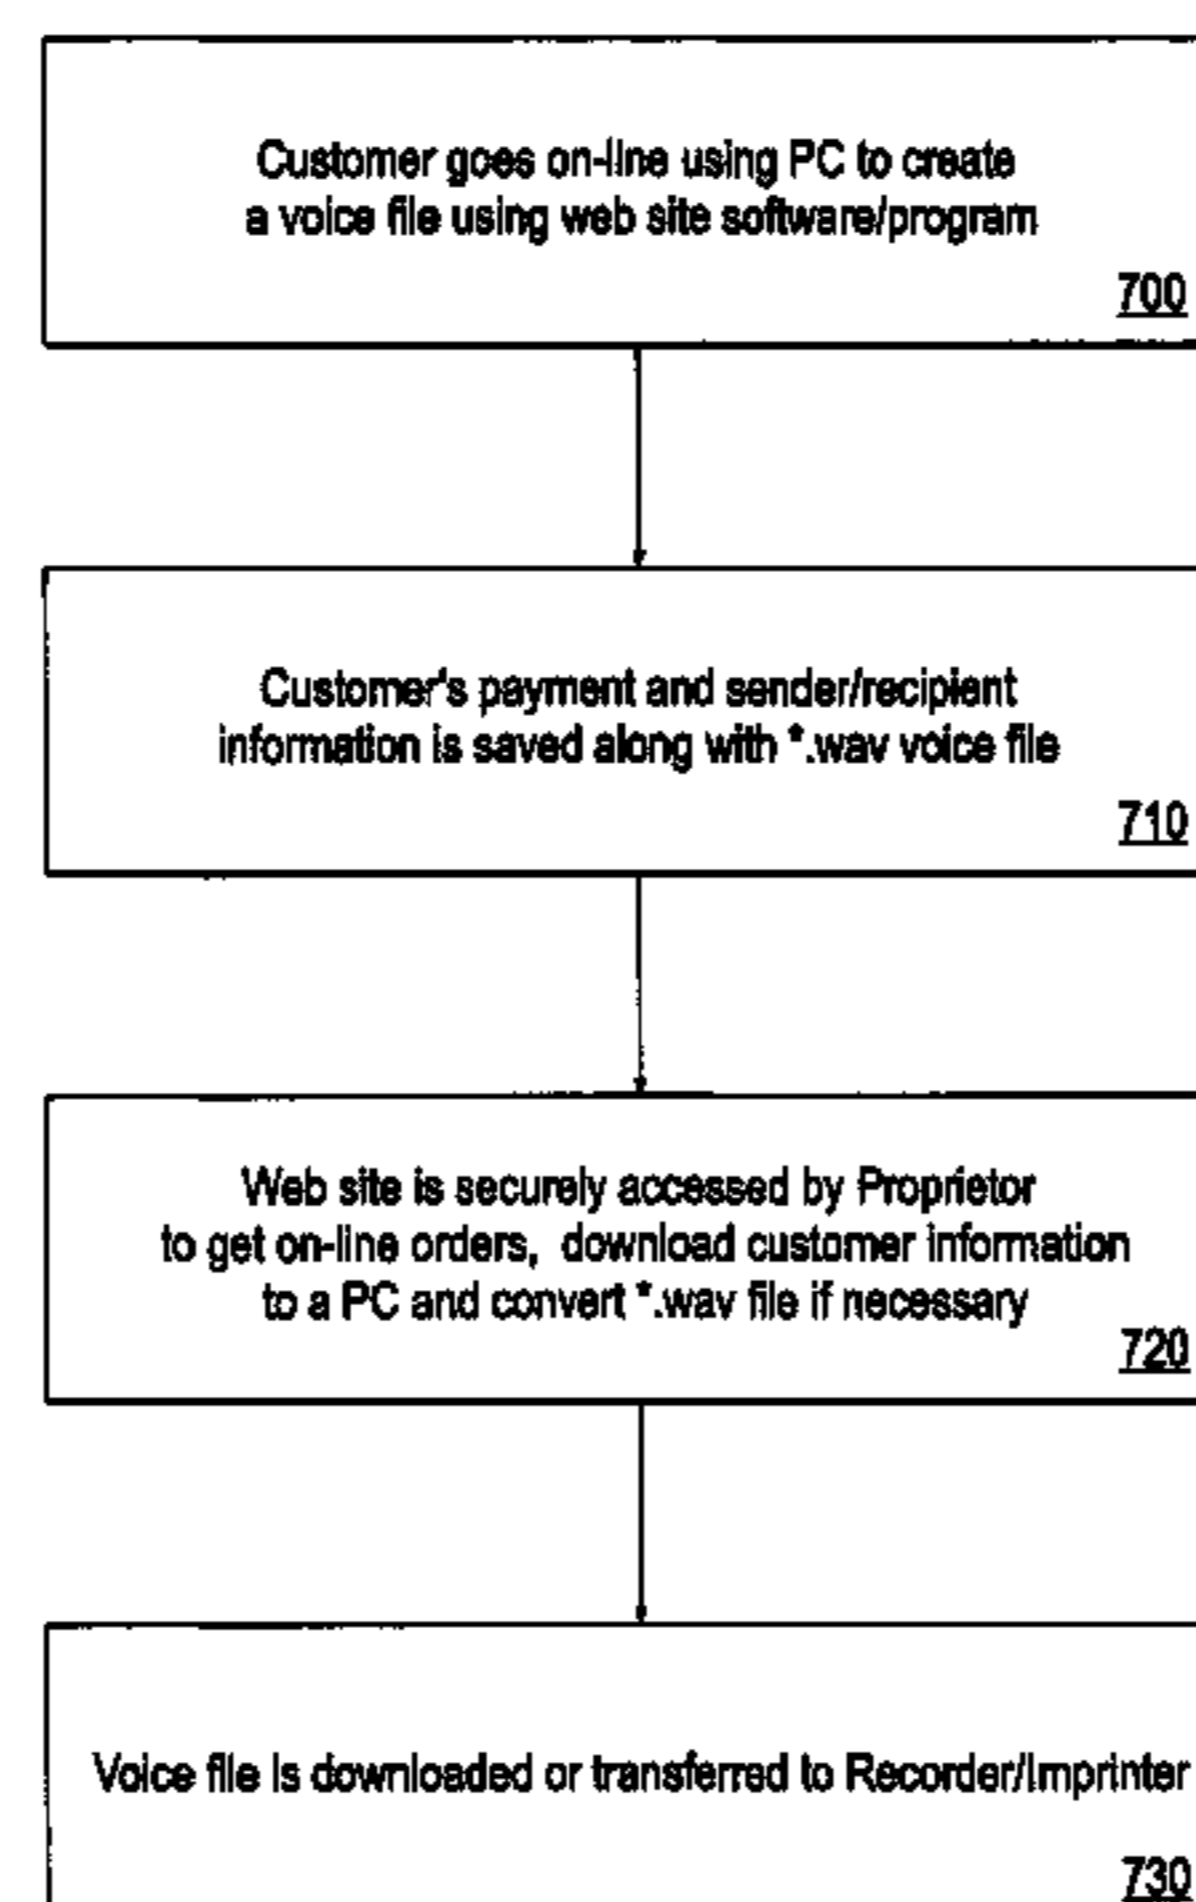 Customer goes on-line using PC to create
a voice file using web site software/program
700
Customer's payment and sender/recipient
information is saved along with *.wav voice file
710
Web site is securely accessed by Proprietor
to get on-line orders, download customer information
to a PC and convert *.wav file if necessary
720
Voice file is downloaded or transferred to Recorder/Imprinter
730